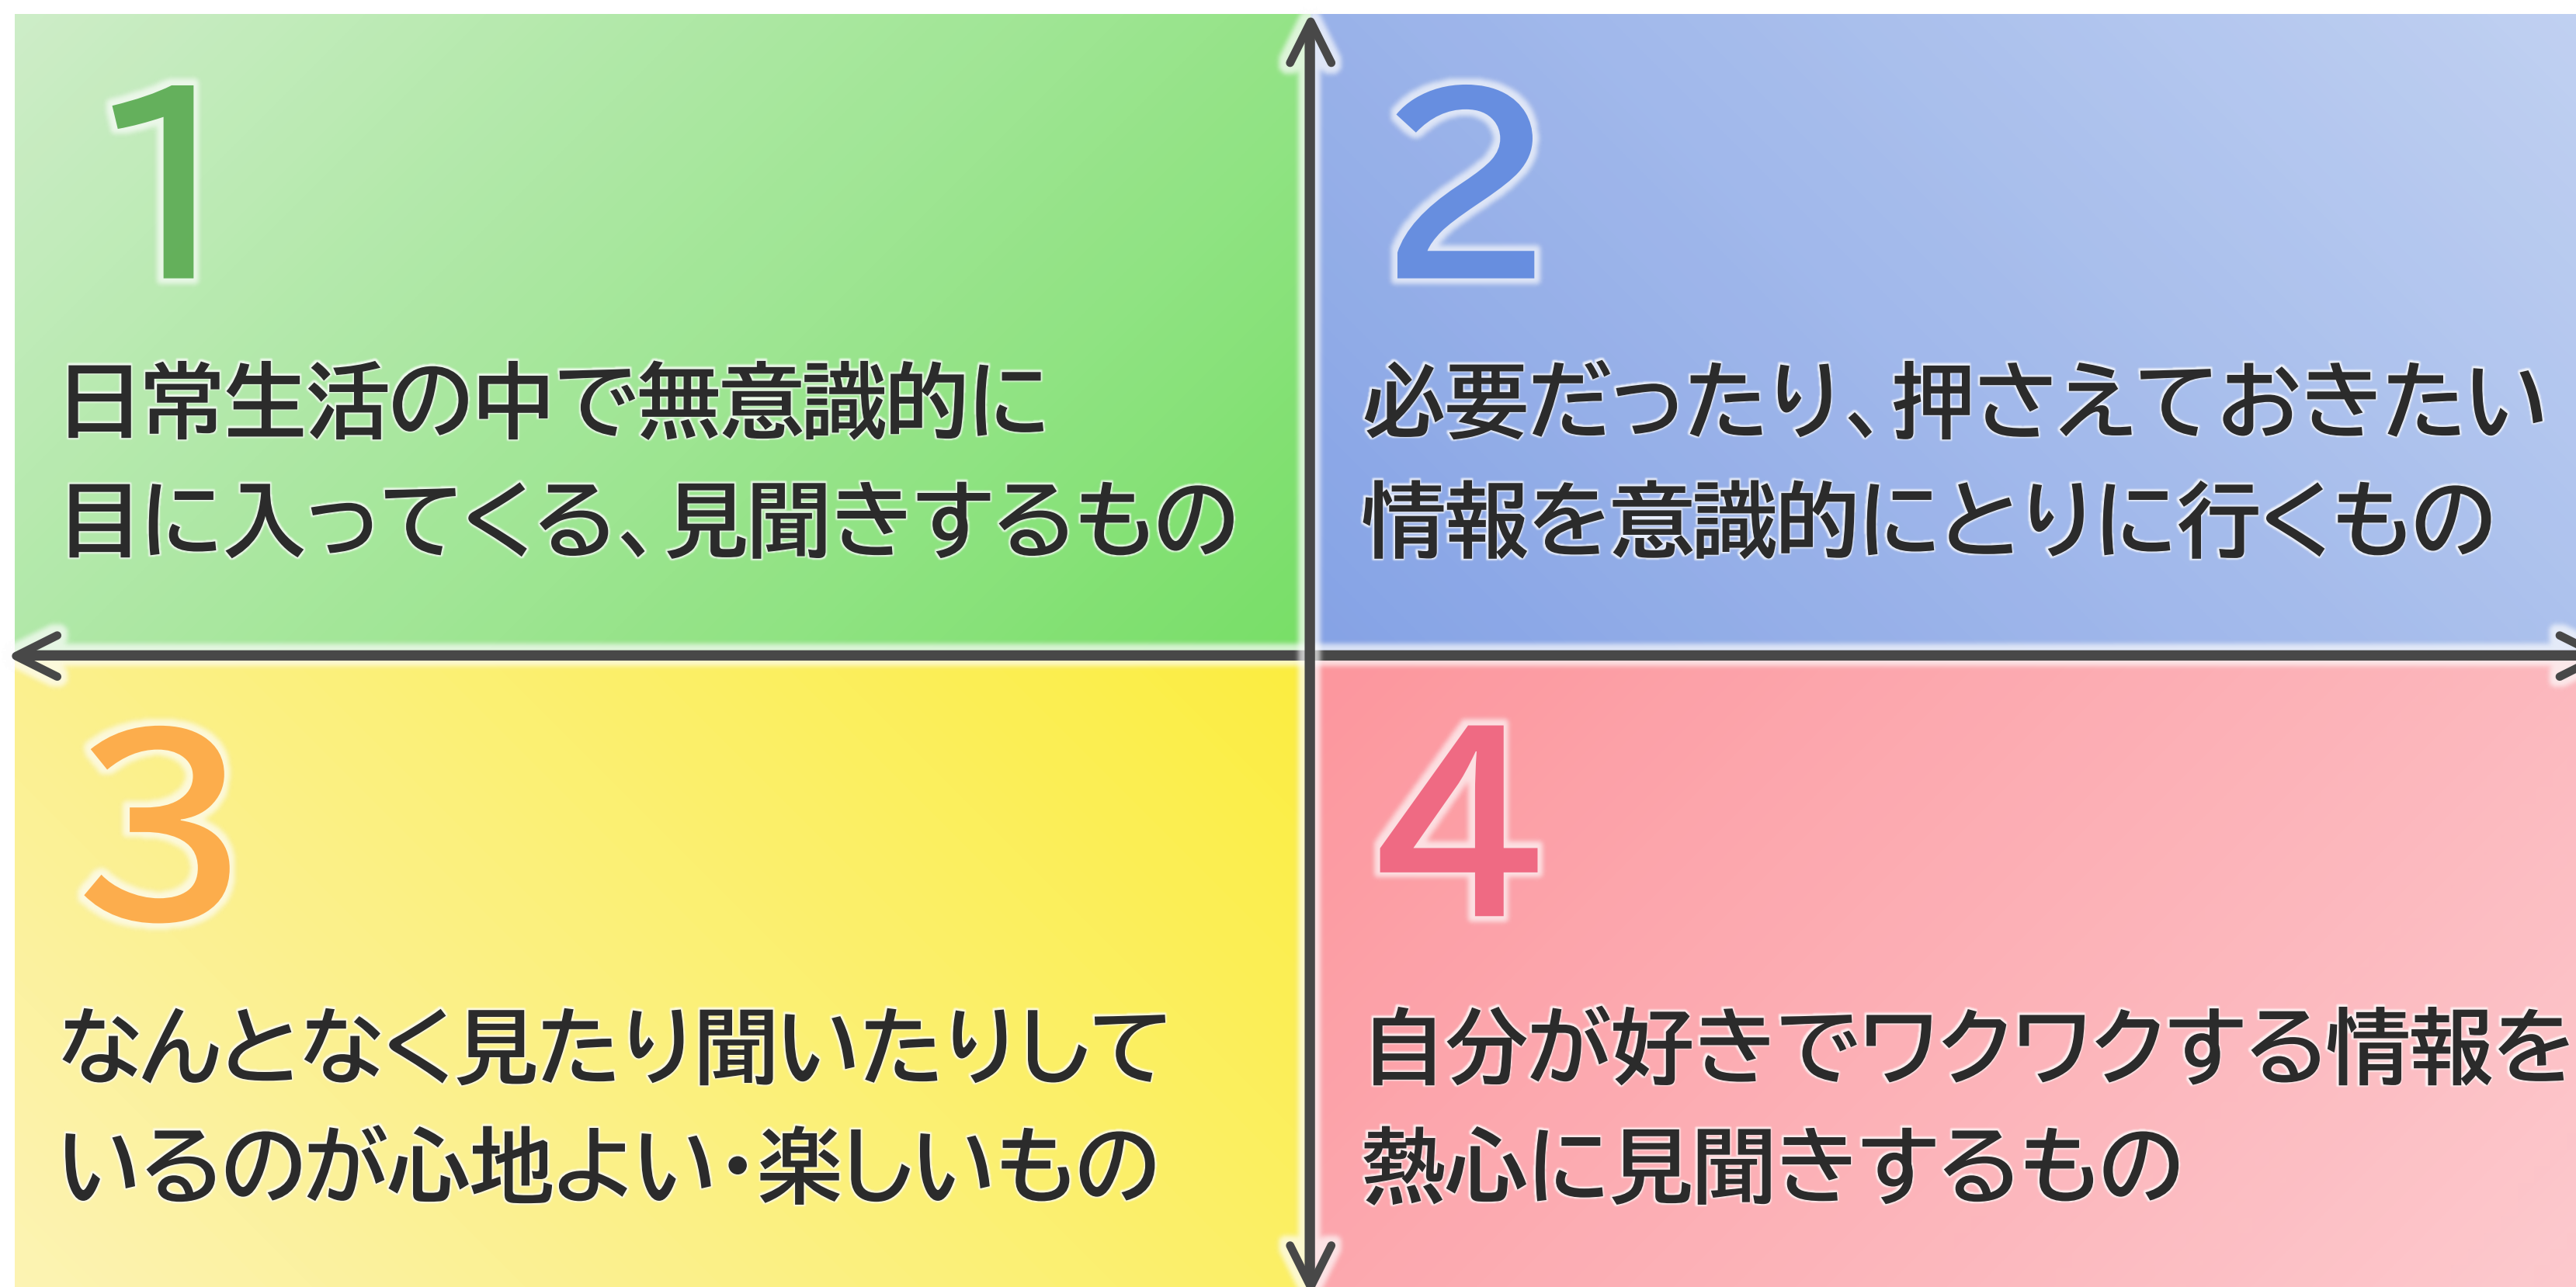 1
日常生活の中で無意識的に
目に入ってくる、見聞きするもの
2
必要だったり、押さえておきたい
情報を意識的にとりに行くもの
3
なんとなく見たり聞いたりして
いるのが心地よい・楽しいもの
4
自分が好きでワクワクする情報を
熱心に見聞きするもの